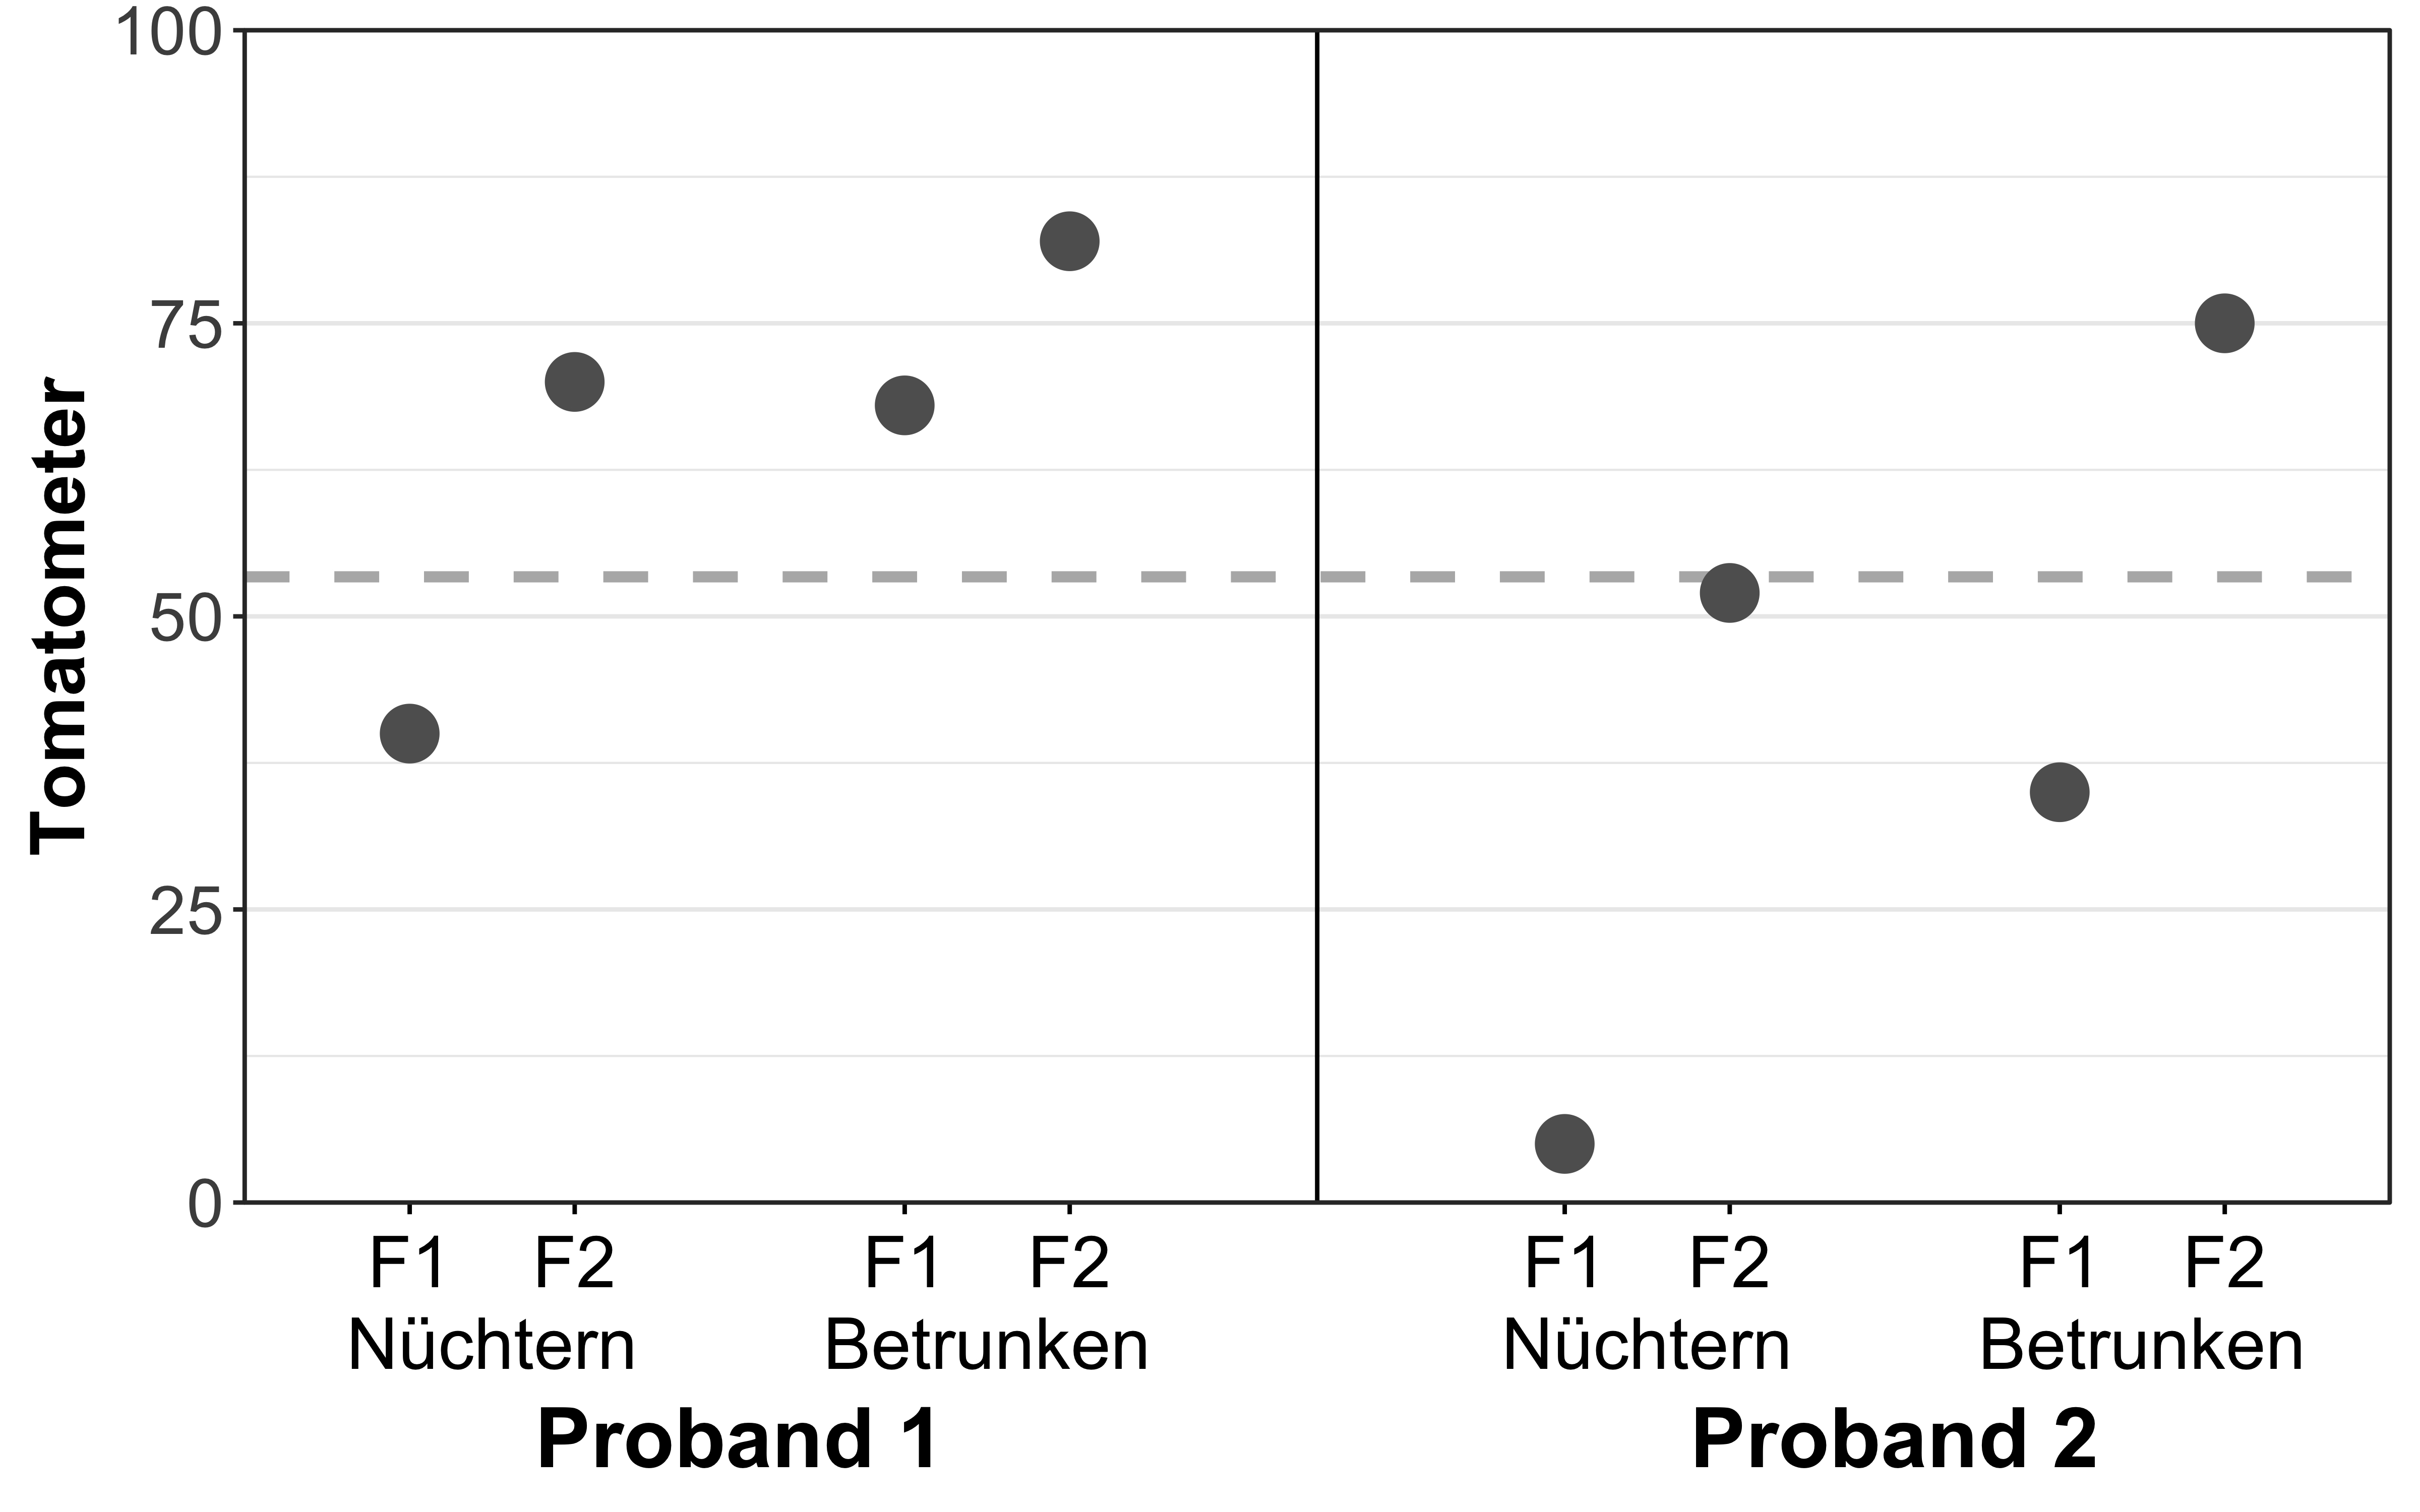 Tomatometer
100
75
50
25
0
F1 F2 F1 F2 F1 F2 F1 F2
Nüchtern Betrunken Nüchtern Betrunken
Proband 1 Proband 2